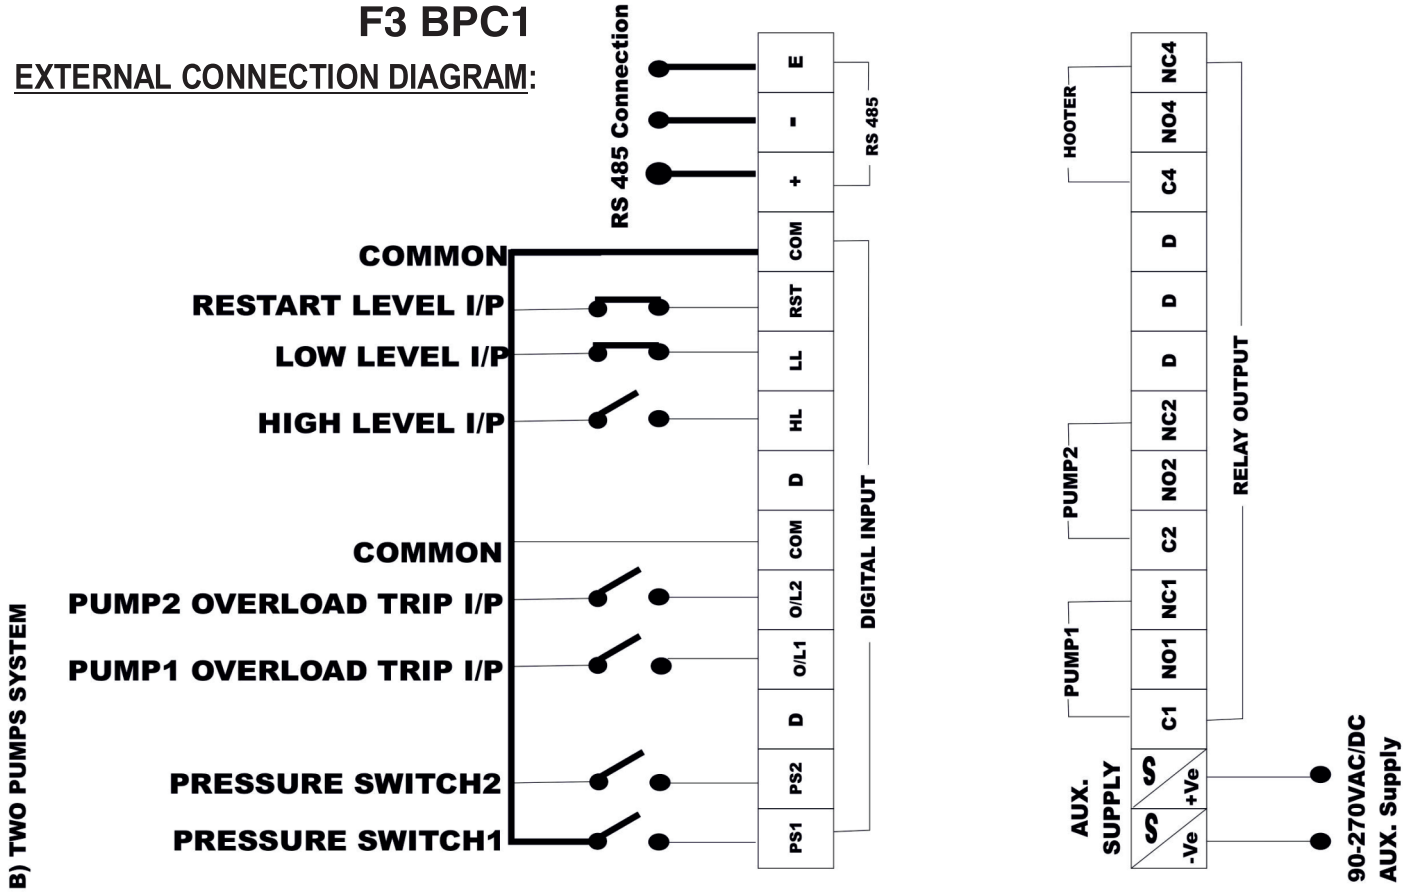 F3 BPC1
EXTERNAL CONNECTION DIAGRAM:
B) TWO PUMPS SYSTEM
RS 485 Connection
COMMON
RESTART LEVEL I/P
LOW LEVEL I/P
HIGH LEVEL I/P
COMMON
PUMP2 OVERLOAD TRIP I/P
PUMP1 OVERLOAD TRIP I/P
PRESSURE SWITCH2
PRESSURE SWITCH1
E
-
+
COM
RST
LL
HL
D
COM
O/L2
O/L1
D
PS2
PS1
RS 485
DIGITAL INPUT
HOOTER
PUMP2
PUMP1
AUX.
SUPPLY
NC4
NO4
C4
D
D
D
NC2
NO2
C2
NC1
NO1
C1
S +Ve
S -Ve
RELAY OUTPUT
90-270VAC/DC
AUX. Supply